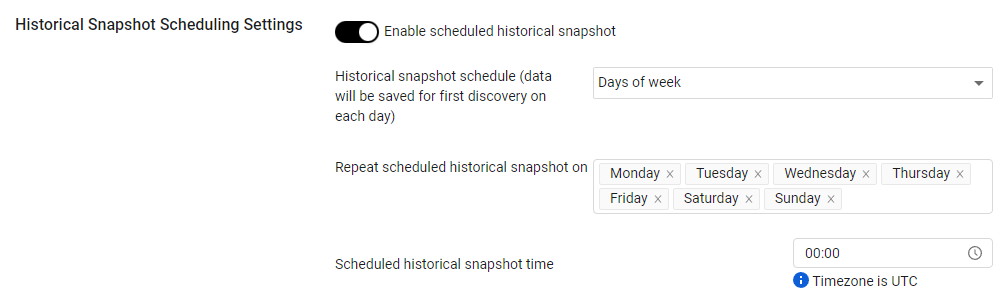 Historical Snapshot Scheduling Settings
Enable scheduled historical snapshot
Historical snapshot schedule (data
will be saved for first discovery on
each day)
Days of week
Repeat scheduled historical snapshot on
Monday × Tuesday × Wednesday × Thursday ×
Friday × Saturday × Sunday ×
Scheduled historical snapshot time
00:00
Timezone is UTC